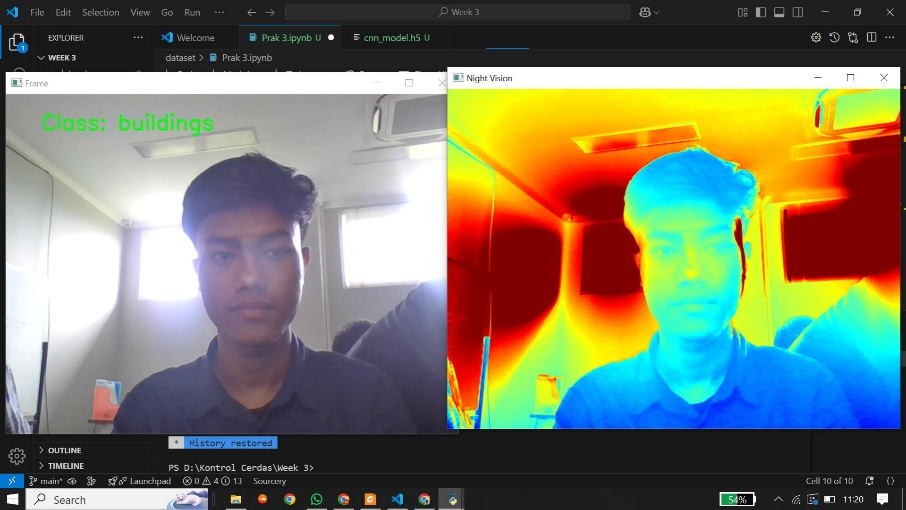 File Edit Selection View Go Run ··· Week 3
EXPLORER ···
Welcome
Prak 3.ipynb U
cnn_model.h5 U
WEEK 3
dataset > Prak 3.ipynb
1
Frame
Class: buildings
Night Vision
OUTLINE
TIMELINE
* History restored
PS D:\Kontrol Cerdas\Week 3>
main* Launchpad 0 4 13 Sourcery Cell 10 of 10
Search 54% 11:20